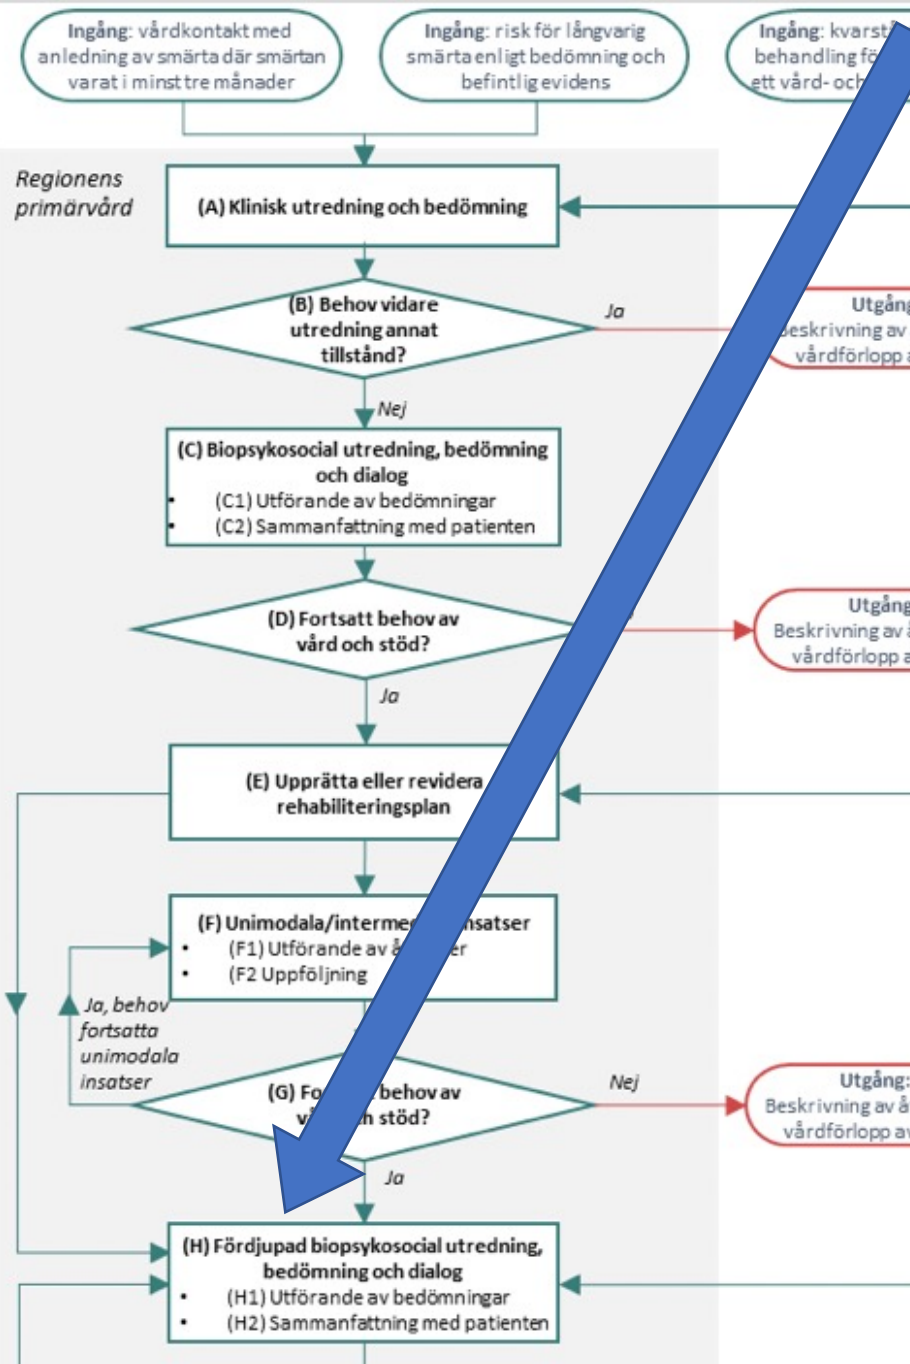 Ingång: vårdkontakt med
anledning av smärta där smärtan
varat i minst tre månader
Ingång: risk för långvarig
smärta enligt bedömning och
befintlig evidens
Ingång:
behandling
ett vård- och
Regionens
primärvård
(A) Klinisk utredning och bedömning
(B) Behov vidare
utredning annat
tillstånd?
Ja
Utgång
Beskrivning av
vårdförlopp
Nej
(C) Biopsykosocial utredning, bedömning
och dialog
• (C1) Utförande av bedömningar
• (C2) Sammanfattning med patienten
(D) Fortsatt behov av
vård och stöd?
Utgång
Beskrivning av
vårdförlopp
Ja
(E) Upprätta eller revidera
rehabiliteringsplan
(F)
• (F1) Utförande av
• (F2 Uppföljning
Ja, behov
fortsatta
unimodala
insatser
(G) behov av
stöd?
Nej
Utgång:
Beskrivning av
vårdförlopp
Ja
(H) Fördjupad biopsykosocial utredning,
bedömning och dialog
• (H1) Utförande av bedömningar
• (H2) Sammanfattning med patienten